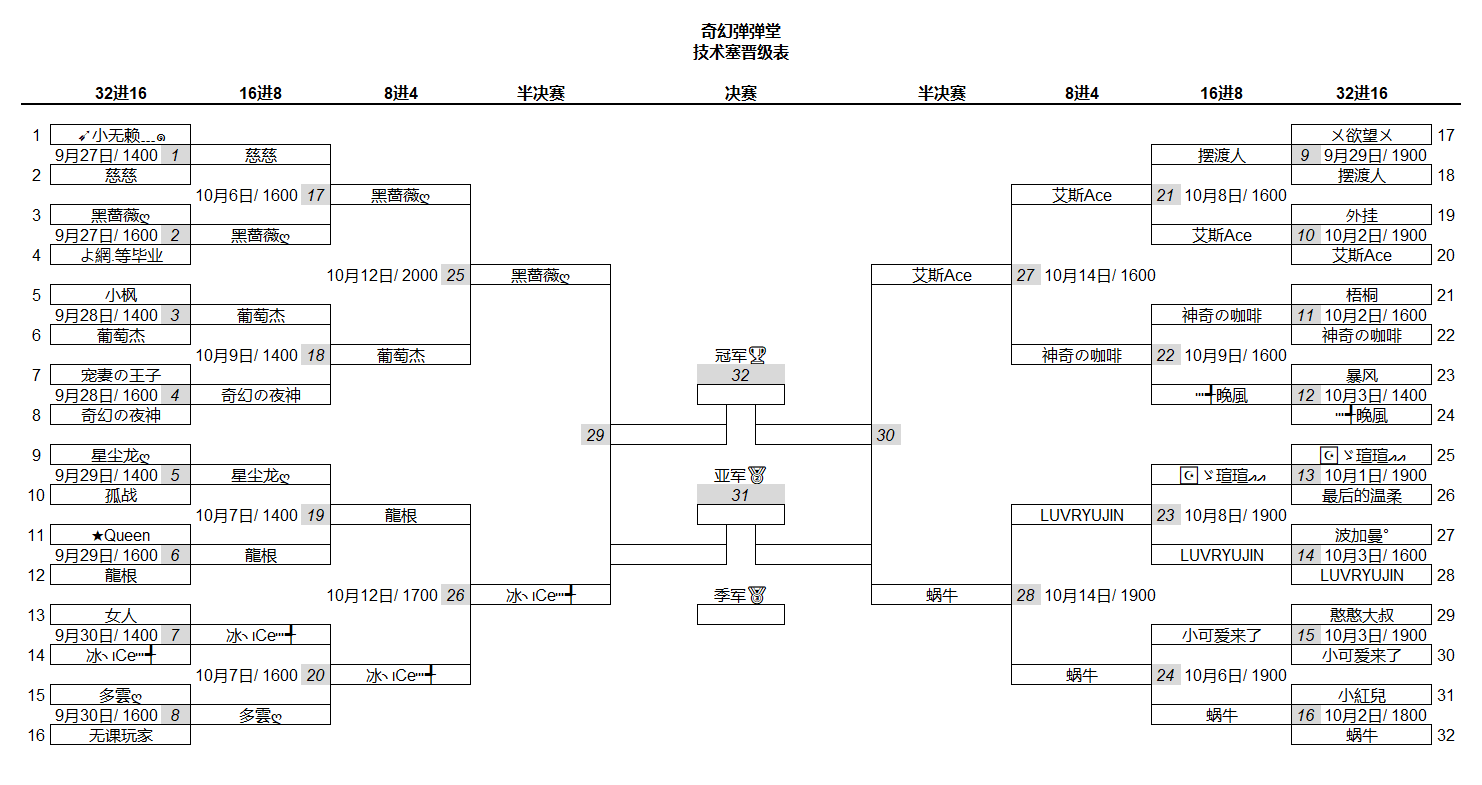 奇幻弹弹堂
技术塞晋级表
32进16 16进8 8进4 半决赛 决赛 半决赛 8进4 16进8 32进16
1 ➶小无赖﹍๑ 乄欲望乄 17
9月27日/ 1400 1 慈慈 摆渡人 9 9月29日/ 1900
2 慈慈 摆渡人 18
10月6日/ 1600 17 黑蔷薇ღ 艾斯Ace 21 10月8日/ 1600
3 黑蔷薇ღ 外挂 19
9月27日/ 1600 2 黑蔷薇ღ 艾斯Ace 10 10月2日/ 1900
4 よ網.等毕业 艾斯Ace 20
10月12日/ 2000 25 黑蔷薇ღ 艾斯Ace 27 10月14日/ 1600
5 小枫 梧桐 21
9月28日/ 1400 3 葡萄杰 神奇の咖啡 11 10月2日/ 1600
6 葡萄杰 神奇の咖啡 22
10月9日/ 1400 18 葡萄杰 冠军🏆 神奇の咖啡 22 10月9日/ 1600
7 宠妻の王子 32 暴风 23
9月28日/ 1600 4 奇幻の夜神 ┉╃晚風 12 10月3日/ 1400
8 奇幻の夜神 ┉╃晚風 24
29 30
9 星尘龙ღ ☪ゞ瑄瑄ᨒ 25
9月29日/ 1400 5 星尘龙ღ 亚军🥈 ☪ゞ瑄瑄ᨒ 13 10月1日/ 1900
10 孤战 31 最后的温柔 26
10月7日/ 1400 19 龍根 LUVRYUJIN 23 10月8日/ 1900
11 ★Queen 波加曼° 27
9月29日/ 1600 6 龍根 LUVRYUJIN 14 10月3日/ 1600
12 龍根 LUVRYUJIN 28
10月12日/ 1700 26 冰ヽıCe┉╃ 季军🥉 蜗牛 28 10月14日/ 1900
13 女人 憨憨大叔 29
9月30日/ 1400 7 冰ヽıCe┉╃ 小可爱来了 15 10月3日/ 1900
14 冰ヽıCe┉╃ 小可爱来了 30
10月7日/ 1600 20 冰ヽıCe┉╃ 蜗牛 24 10月6日/ 1900
15 多雲ღ 小紅兒 31
9月30日/ 1600 8 多雲ღ 蜗牛 16 10月2日/ 1800
16 无课玩家 蜗牛 32